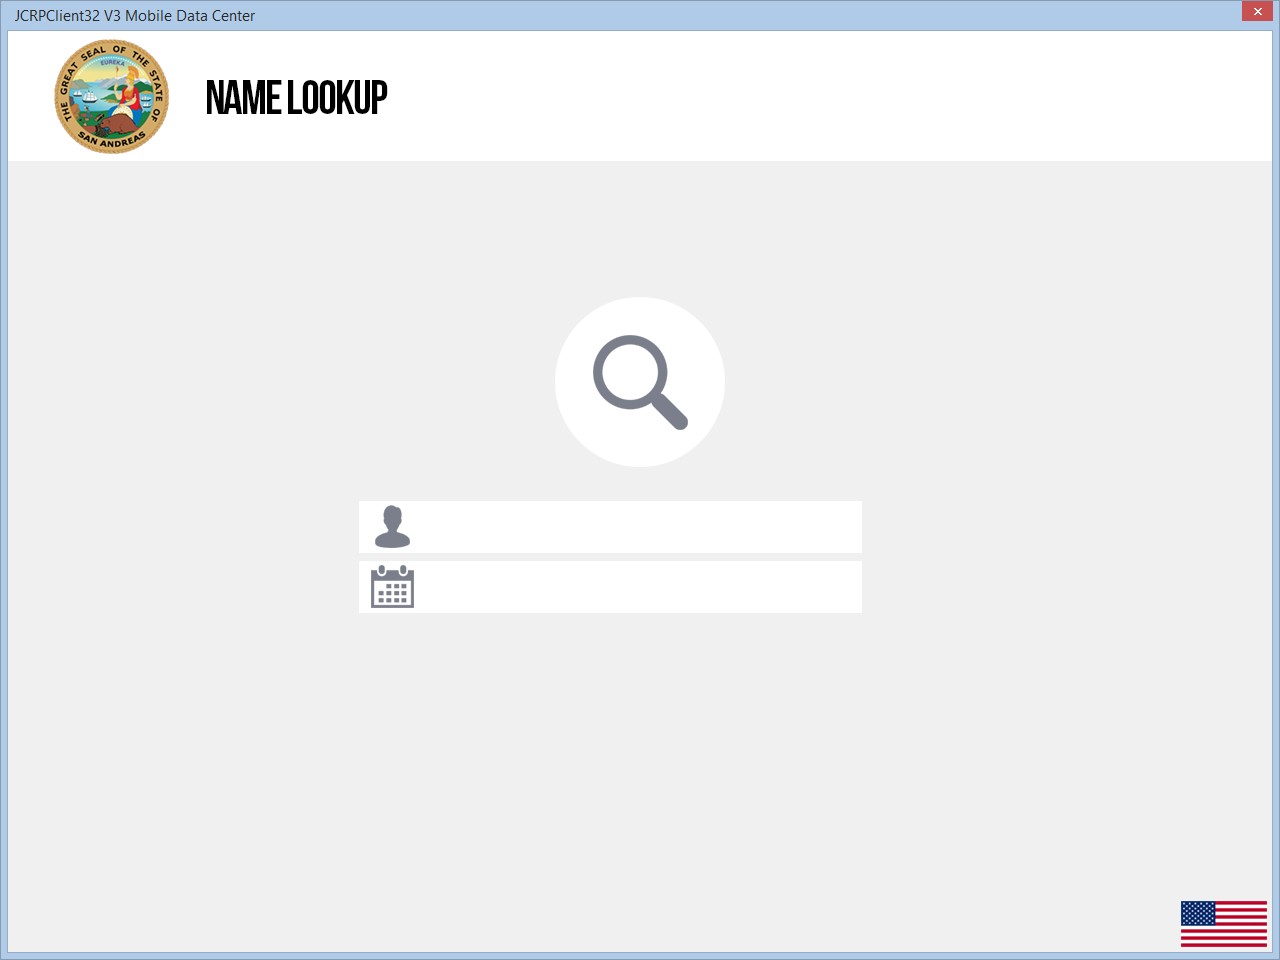 JCRPClient32 V3 Mobile Data Center
THE GREAT SEAL OF THE STATE OF
EUREKA
SAN ANDREAS
NAME LOOKUP